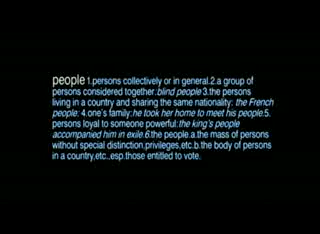 people 1.persons collectively or in general.2.a group of
persons considered together:blind people 3.the persons
living in a country and sharing the same nationality: the French
people. 4.one's family:he took her home to meet his people.5.
persons loyal to someone powerful:the king's people
accompanied him in exile.6.the people.a.the mass of persons
without special distinction,privileges,etc.b.the body of persons
in a country,etc.,esp.those entitled to vote.